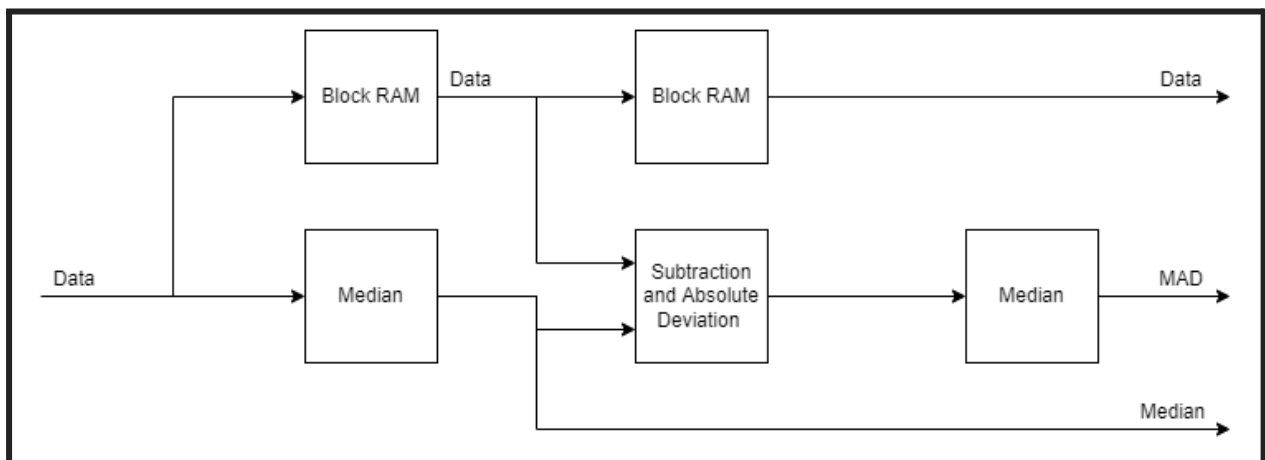 Block RAM
Data
Block RAM
Data
Data
Median
Subtraction
and Absolute
Deviation
Median
MAD
Median